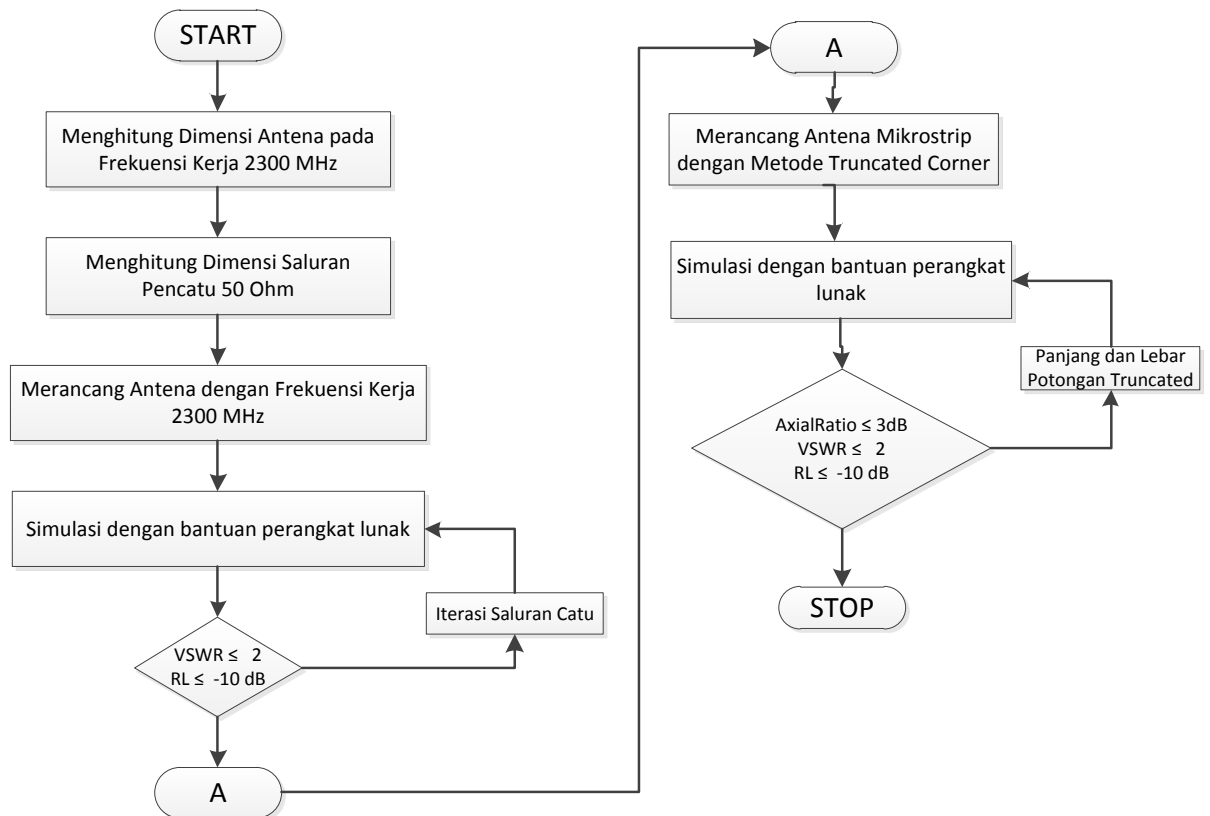 START
Menghitung Dimensi Antena pada
Frekuensi Kerja 2300 MHz
Menghitung Dimensi Saluran
Pencatu 50 Ohm
Merancang Antena dengan Frekuensi Kerja
2300 MHz
Simulasi dengan bantuan perangkat lunak
Iterasi Saluran Catu
VSWR ≤ 2
RL ≤ -10 dB
A
A
Merancang Antena Mikrostrip
dengan Metode Truncated Corner
Simulasi dengan bantuan perangkat
lunak
Panjang dan Lebar
Potongan Truncated
AxialRatio ≤ 3dB
VSWR ≤ 2
RL ≤ -10 dB
STOP